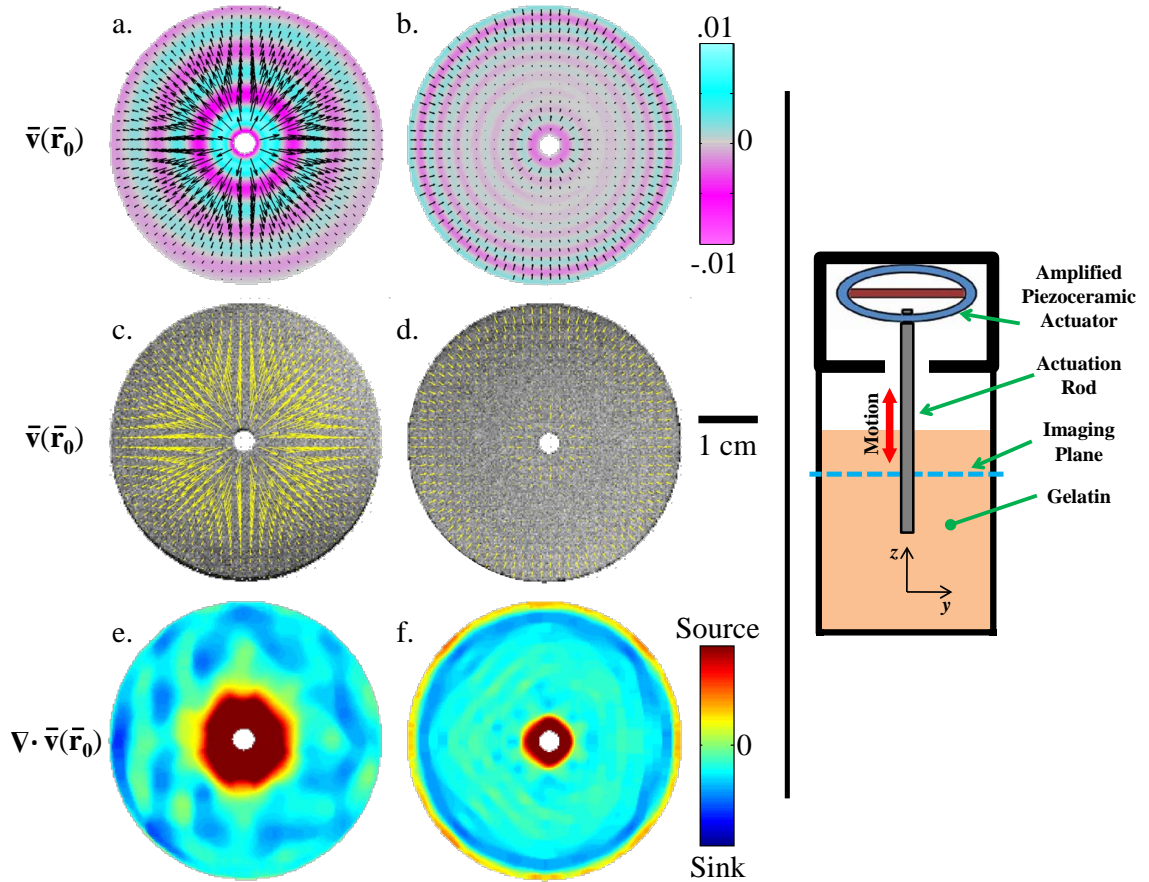 a.
b.
.01
0
-.01
v̄(r̄₀)
c.
d.
v̄(r̄₀)
1 cm
e.
f.
Source
0
Sink
∇· v̄(r̄₀)
Amplified
Piezoceramic
Actuator
Actuation
Rod
Motion
Imaging
Plane
Gelatin
z
y